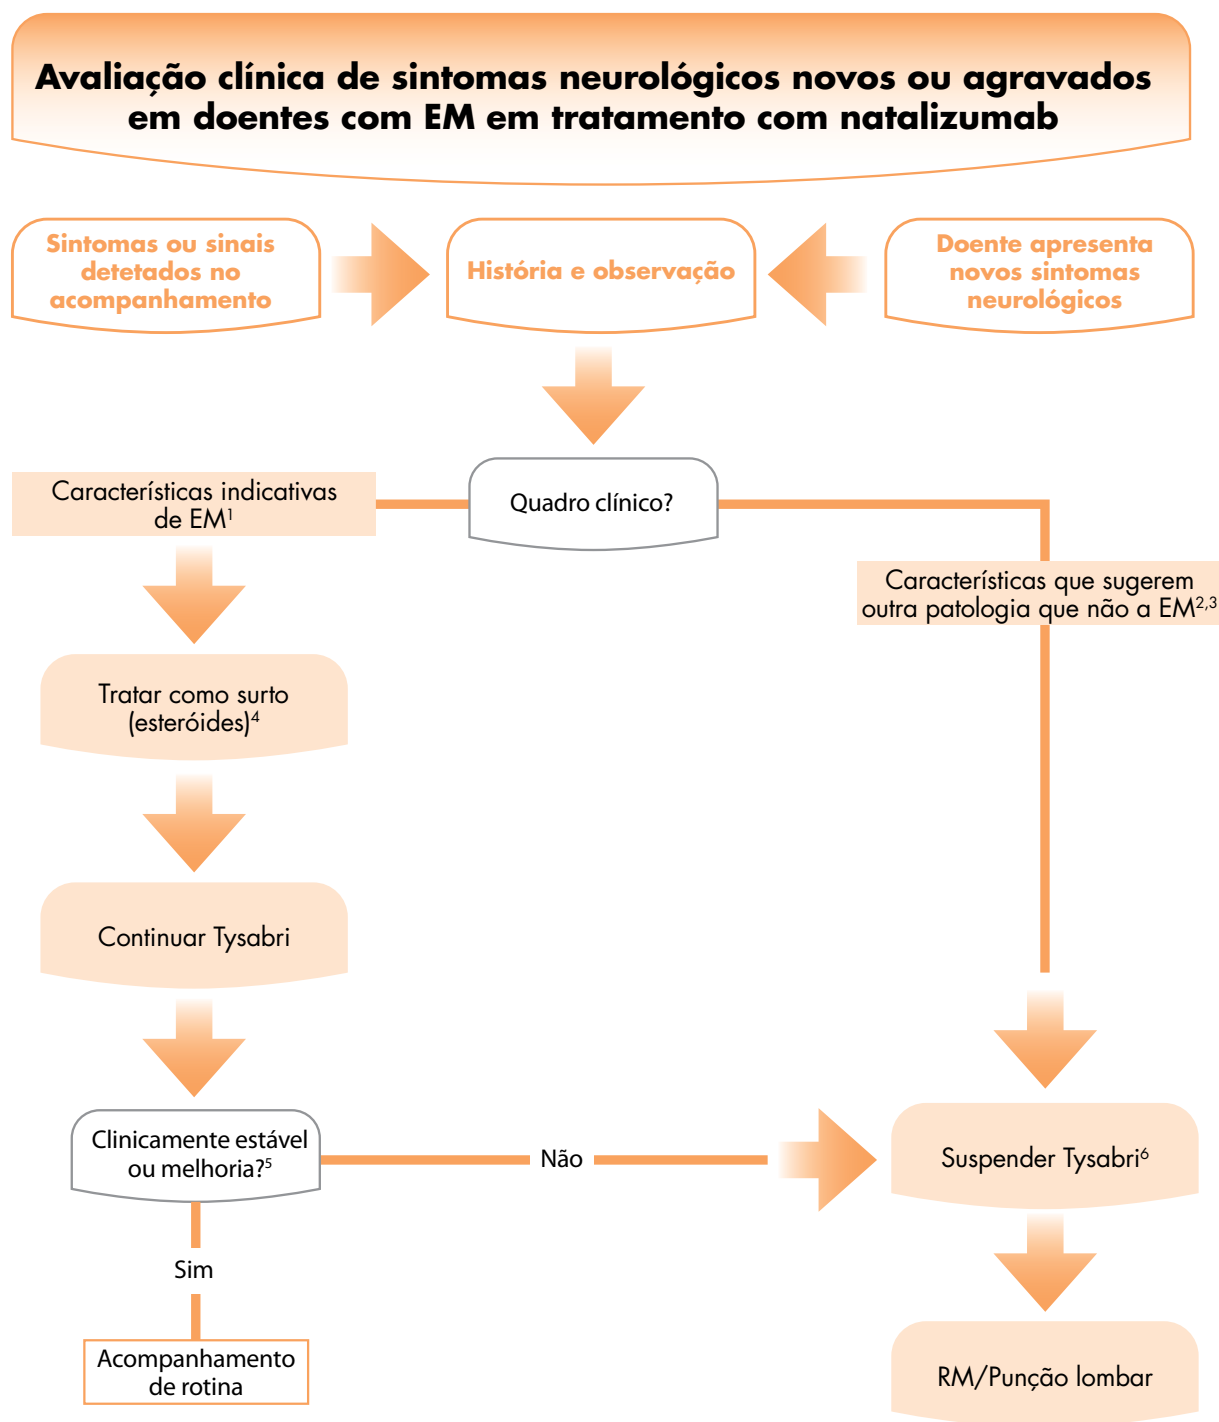 Avaliação clínica de sintomas neurológicos novos ou agravados
em doentes com EM em tratamento com natalizumab
Sintomas ou sinais
detetados no
acompanhamento
História e observação
Doente apresenta
novos sintomas
neurológicos
Quadro clínico?
Características indicativas
de EM¹
Características que sugerem
outra patologia que não a EM²,³
Tratar como surto
(esteróides)⁴
Continuar Tysabri
Clinicamente estável
ou melhoria?⁵
Não
Suspender Tysabri⁶
Sim
Acompanhamento
de rotina
RM/Punção lombar